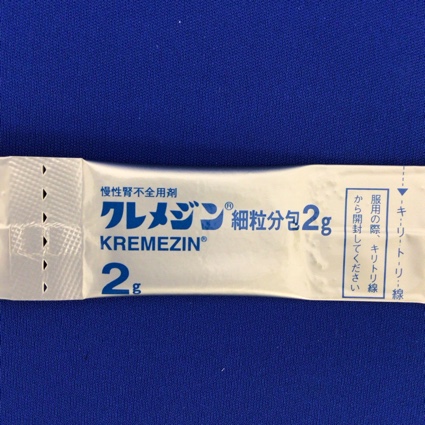 慢性腎不全用剤
クレメジン®細粒分包2g
KREMEZIN®
2g
服用の際、キリトリ線
から開封してください
キ・リ・ト・リ・線